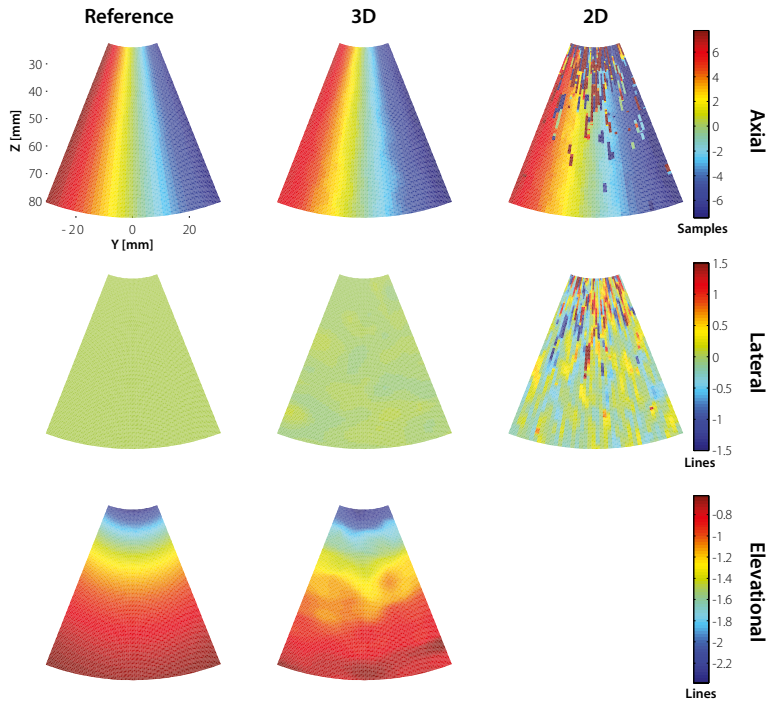 Reference 3D 2D
30
40
50
60
70
80
Z [mm]
- 20 0 20
Y [mm]
6
4
2
0
-2
-4
-6
Samples
Axial
1.5
1
0.5
0
-0.5
-1
-1.5
Lines
Lateral
-0.8
-1
-1.2
-1.4
-1.6
-1.8
-2
-2.2
Lines
Elevational